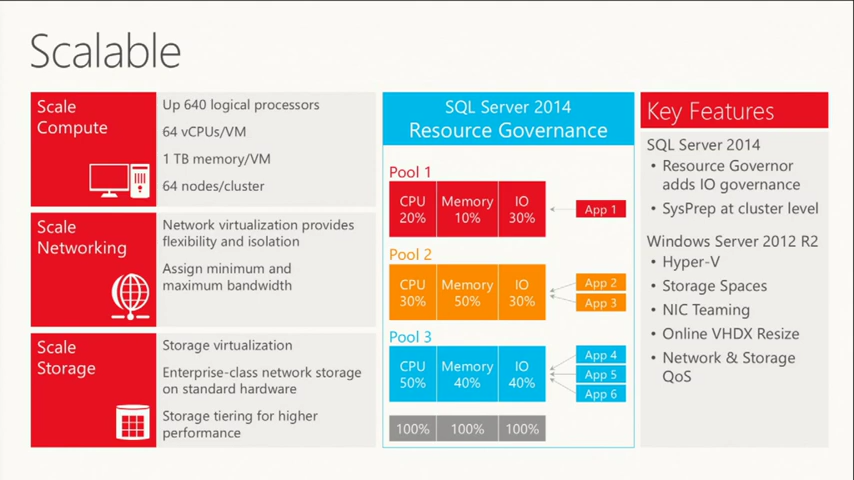 Scalable
Scale
Compute
Up 640 logical processors
64 vCPUs/VM
1 TB memory/VM
64 nodes/cluster
Scale
Networking
Network virtualization provides
flexibility and isolation
Assign minimum and
maximum bandwidth
Scale
Storage
Storage virtualization
Enterprise-class network storage
on standard hardware
Storage tiering for higher
performance
SQL Server 2014
Resource Governance
Pool 1
CPU Memory IO
20% 10% 30%
App 1
Pool 2
CPU Memory IO
30% 50% 30%
App 2
App 3
Pool 3
CPU Memory IO
50% 40% 40%
App 4
App 5
App 6
100% 100% 100%
Key Features
SQL Server 2014
• Resource Governor
adds IO governance
• SysPrep at cluster level
Windows Server 2012 R2
• Hyper-V
• Storage Spaces
• NIC Teaming
• Online VHDX Resize
• Network & Storage
QoS